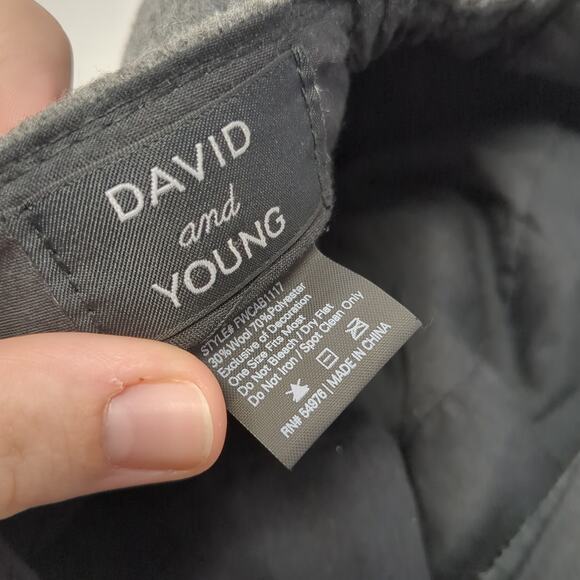 DAVID
and
YOUNG
STYLE# FWCAB1117
30%Wool 70%Polyester
Exclusive of Decoration
One Size Fits Most
Do Not Bleach / Dry Flat
Do Not Iron / Spot Clean Only
RN# 54976 | MADE IN CHINA